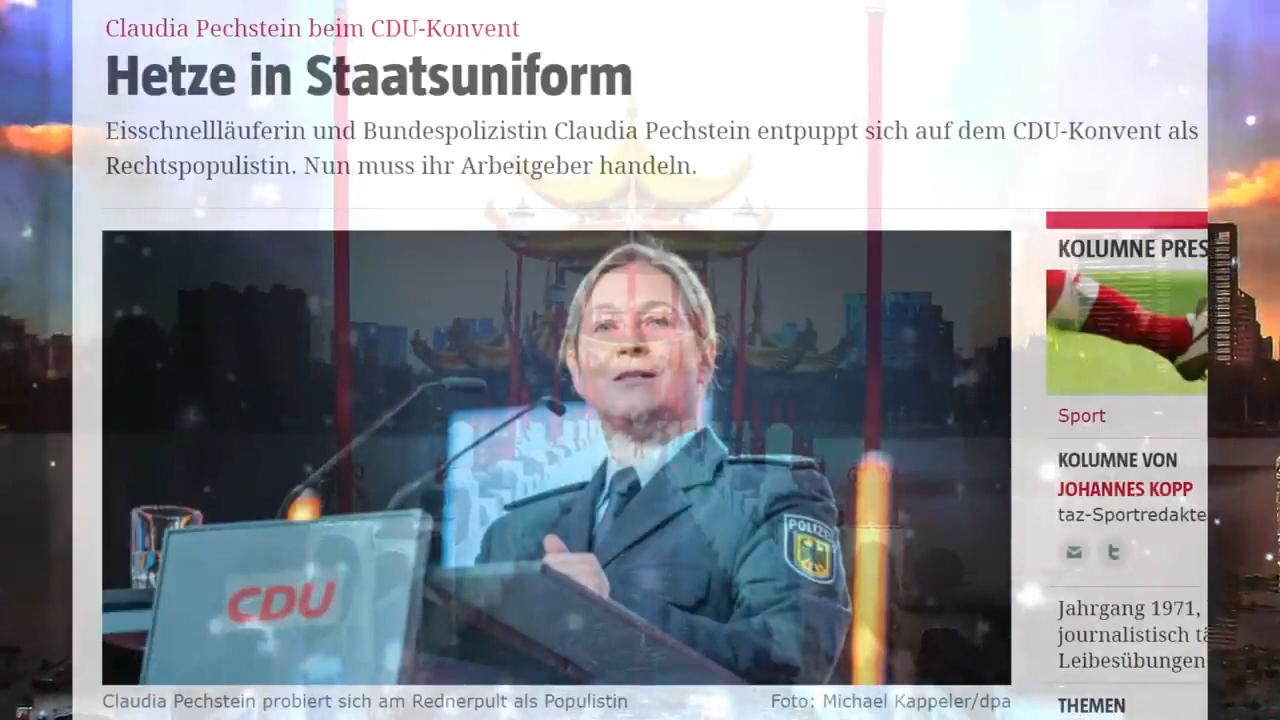 Claudia Pechstein beim CDU-Konvent
Hetze in Staatsuniform
Eisschnellläuferin und Bundespolizistin Claudia Pechstein entpuppt sich auf dem CDU-Konvent als
Rechtspopulistin. Nun muss ihr Arbeitgeber handeln.
POLIZEI
CDU
Claudia Pechstein probiert sich am Rednerpult als Populistin
Foto: Michael Kappeler/dpa
KOLUMNE PRES
Sport
KOLUMNE VON
JOHANNES KOPP
taz-Sportredakte
Jahrgang 1971,
journalistisch tä
Leibesübungen
THEMEN